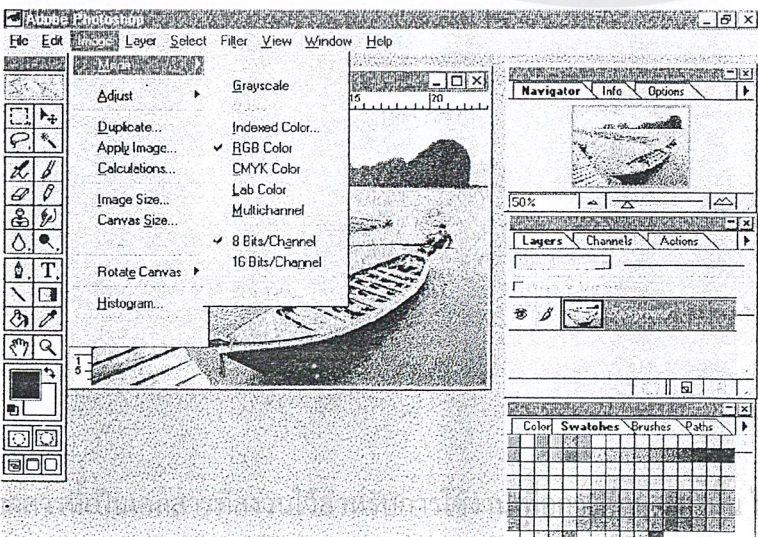 Adobe Photoshop
File Edit Image Layer Select Filter View Window Help
Mode
Adjust
Duplicate...
Apply Image...
Calculations...
Image Size...
Canvas Size...
Rotate Canvas
Histogram...
Grayscale
Indexed Color...
RGB Color
CMYK Color
Lab Color
Multichannel
8 Bits/Channel
16 Bits/Channel
15 20
1
5
Navigator Info Options
50%
Layers Channels Actions
T
Color Swatches Brushes Paths